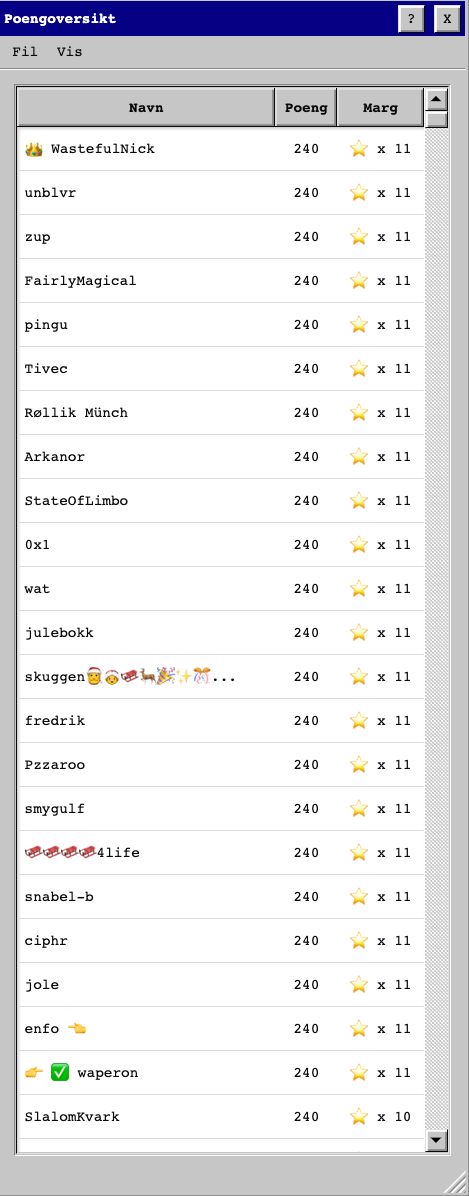 Poengoversikt ? X
Fil Vis
Navn Poeng Marg
👑 WastefulNick 240 ⭐ x 11
unblvr 240 ⭐ x 11
zup 240 ⭐ x 11
FairlyMagical 240 ⭐ x 11
pingu 240 ⭐ x 11
Tivec 240 ⭐ x 11
Røllik Münch 240 ⭐ x 11
Arkanor 240 ⭐ x 11
StateOfLimbo 240 ⭐ x 11
0x1 240 ⭐ x 11
wat 240 ⭐ x 11
julebokk 240 ⭐ x 11
skuggen🎅🤶🛷🦌🎉✨🎊... 240 ⭐ x 11
fredrik 240 ⭐ x 11
Pzzaroo 240 ⭐ x 11
smygulf 240 ⭐ x 11
🛷🛷🛷🛷4life 240 ⭐ x 11
snabel-b 240 ⭐ x 11
ciphr 240 ⭐ x 11
jole 240 ⭐ x 11
enfo 👈 240 ⭐ x 11
👉 ✅ waperon 240 ⭐ x 11
SlalomKvark 240 ⭐ x 10